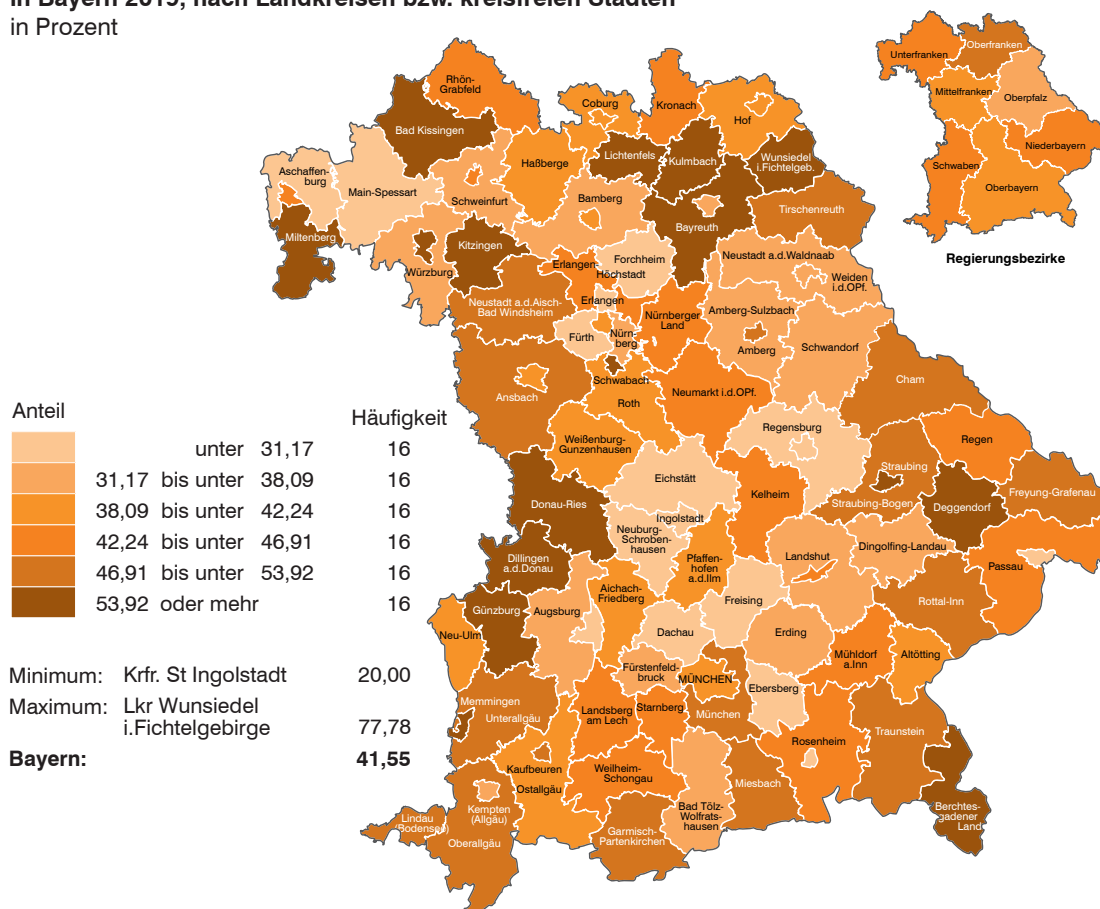 in Bayern 2019, nach Landkreisen bzw. kreisfreien Städten
in Prozent
Unterfranken
Oberfranken
Mittelfranken
Oberpfalz
Niederbayern
Schwaben
Oberbayern
Regierungsbezirke
Rhön-
Grabfeld
Coburg
Kronach
Hof
Bad Kissingen
Lichtenfels
Kulmbach
Wunsiedel
i.Fichtelgeb.
Haßberge
Aschaffen-
burg
Main-Spessart
Schweinfurt
Bamberg
Tirschenreuth
Miltenberg
Bayreuth
Kitzingen
Würzburg
Forchheim
Erlangen-
Höchstadt
Neustadt a.d.Waldnaab
Weiden
i.d.OPf.
Neustadt a.d.Aisch-
Bad Windsheim
Erlangen
Nürnberger
Land
Amberg-Sulzbach
Fürth
Nürn-
berg
Amberg
Schwandorf
Schwabach
Neumarkt i.d.OPf.
Cham
Ansbach
Roth
Regensburg
Weißenburg-
Gunzenhausen
Regen
Straubing
Eichstätt
Kelheim
Freyung-Grafenau
Donau-Ries
Straubing-Bogen
Deggendorf
Ingolstadt
Neuburg-
Schroben-
hausen
Dingolfing-Landau
Dillingen
a.d.Donau
Pfaffen-
hofen
a.d.Ilm
Landshut
Passau
Aichach-
Friedberg
Günzburg
Augsburg
Freising
Rottal-Inn
Neu-Ulm
Dachau
Erding
Mühldorf
a.Inn
Altötting
Fürstenfeld-
bruck
MÜNCHEN
Ebersberg
Memmingen
Unterallgäu
Landsberg
am Lech
Starnberg
München
Traunstein
Rosenheim
Kaufbeuren
Ostallgäu
Weilheim-
Schongau
Miesbach
Bad Tölz-
Wolfrats-
hausen
Berchtes-
gadener
Land
Kempten
(Allgäu)
Lindau
(Bodensee)
Oberallgäu
Garmisch-
Partenkirchen
Anteil Häufigkeit
unter 31,17 16
31,17 bis unter 38,09 16
38,09 bis unter 42,24 16
42,24 bis unter 46,91 16
46,91 bis unter 53,92 16
53,92 oder mehr 16
Minimum: Krfr. St Ingolstadt 20,00
Maximum: Lkr Wunsiedel
i.Fichtelgebirge 77,78
Bayern: 41,55